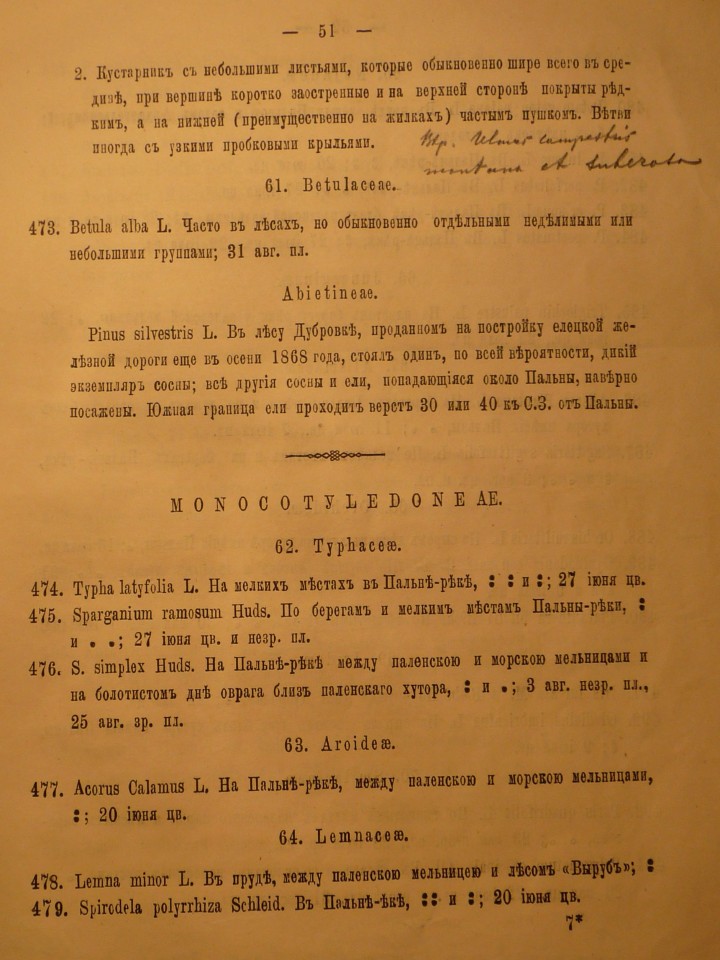 — 51 —
2. Кустарникъ съ небольшими листьями, которые обыкновенно шире всего въ сре-
динѣ, при вершинѣ коротко заостренные и на верхней сторонѣ покрыты рѣд-
кимъ, а на нижней (преимущественно на жилкахъ) частымъ пушкомъ. Вѣтви
иногда съ узкими пробковыми крыльями. Ulmus campestris
montana et suberosa
61. Betulaceae.
473. Betula alba L. Часто въ лѣсахъ, но обыкновенно отдѣльными недѣлимыми или
небольшими группами; 31 авг. пл.
Abietineae.
Pinus silvestris L. Въ лѣсу Дубровкѣ, проданномъ на постройку елецкой же-
лѣзной дороги еще въ осени 1868 года, стоялъ одинъ, по всей вѣроятности, дикій
экземпляръ сосны; всѣ другія сосны и ели, попадающіяся около Пальны, навѣрно
посажены. Южная граница ели проходитъ верстъ 30 или 40 къ С.З. отъ Пальны.
MONOCOTYLEDONEAE.
62. Typhaceæ.
474. Typha latyfolia L. На мелкихъ мѣстахъ въ Пальнѣ-рѣкѣ, : : и :; 27 іюня цв.
475. Sparganium ramosum Huds. По берегамъ и мелкимъ мѣстамъ Пальны-рѣки, :
и . .; 27 іюня цв. и незр. пл.
476. S. simplex Huds. На Пальнѣ-рѣкѣ между паленскою и морскою мельницами и
на болотистомъ днѣ оврага близъ паленскаго хутора, : и .; 3 авг. незр. пл.,
25 авг. зр. пл.
63. Aroideæ.
477. Acorus Calamus L. На Пальнѣ-рѣкѣ, между паленскою и морскою мельницами,
:; 20 іюня цв.
64. Lemnaceæ.
478. Lemna minor L. Въ прудѣ, между паленскою мельницею и лѣсомъ «Вырубъ»; :
479. Spirodela polyrrhiza Schleid. Въ Пальнѣ-ѣкѣ, :: и :; 20 іюня цв.
7*